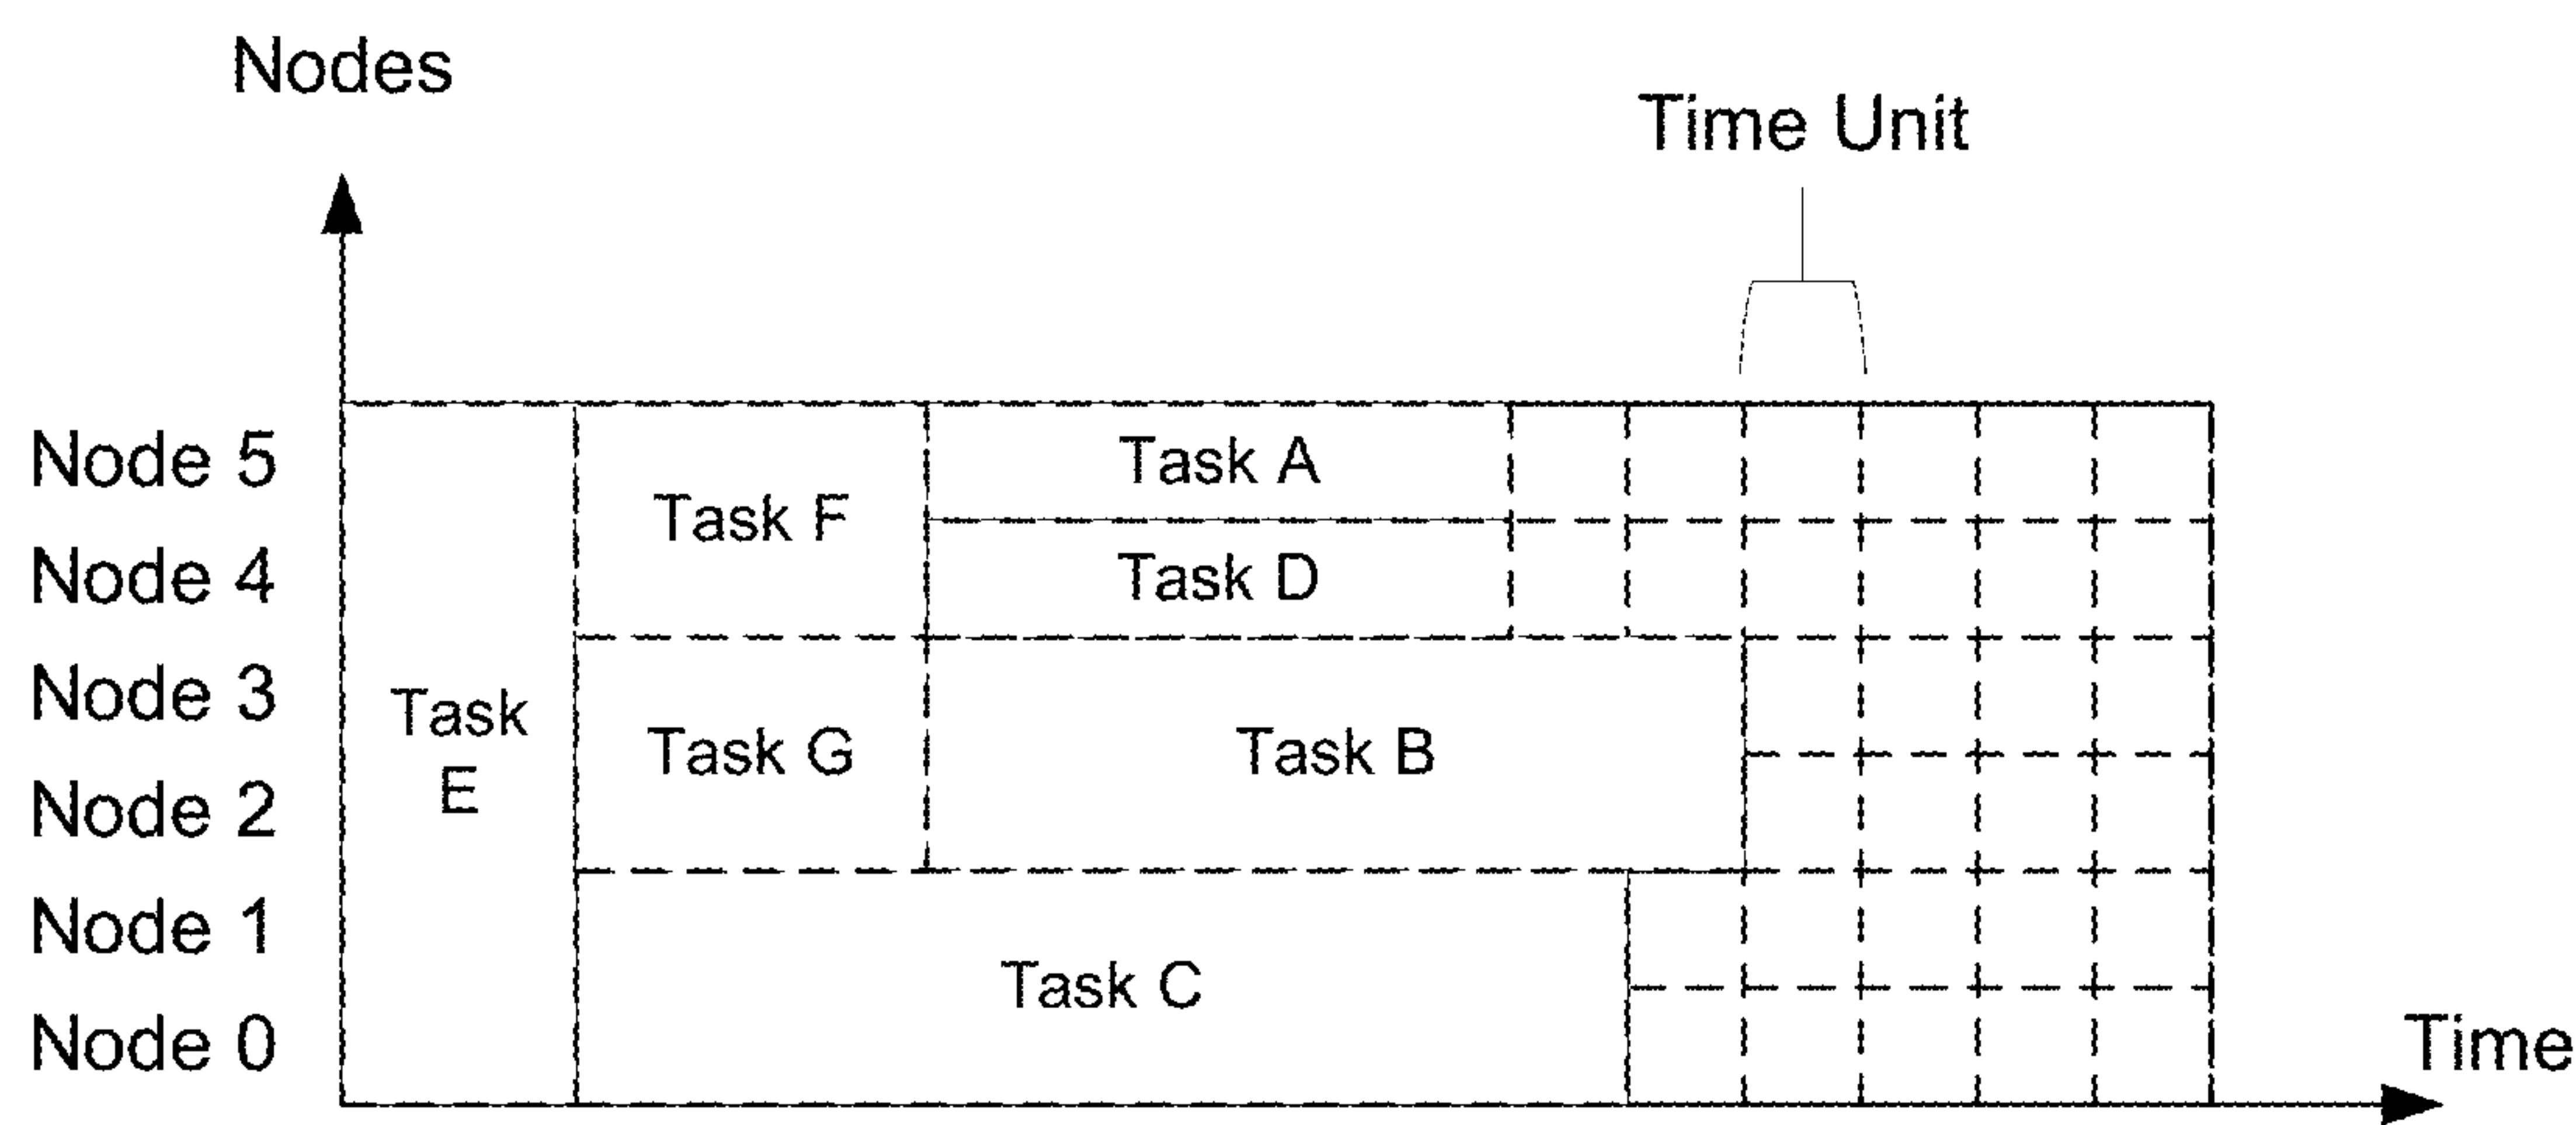 Nodes
Time Unit
Node 5
Task A
Task F
Node 4
Task D
Node 3
Task
E
Task G
Task B
Node 2
Node 1
Task C
Node 0
Time